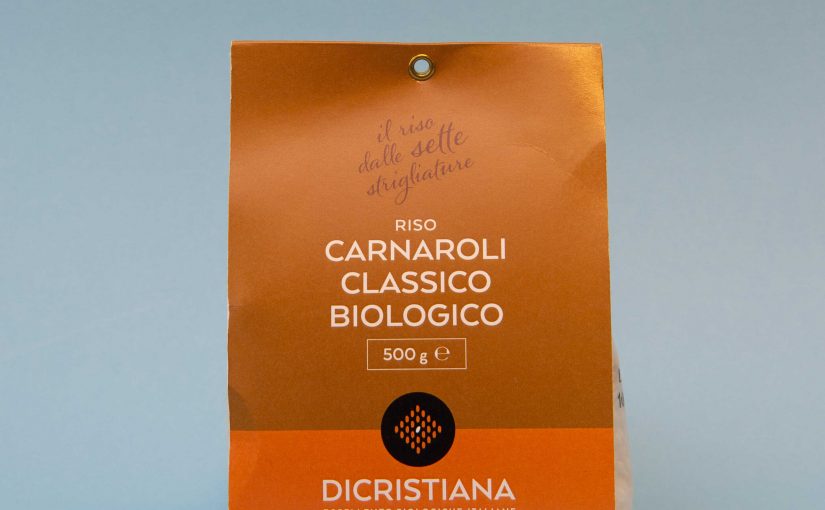 il riso
dalle sette
strigliature
RISO
CARNAROLI
CLASSICO
BIOLOGICO
500 g ℮
DICRISTIANA